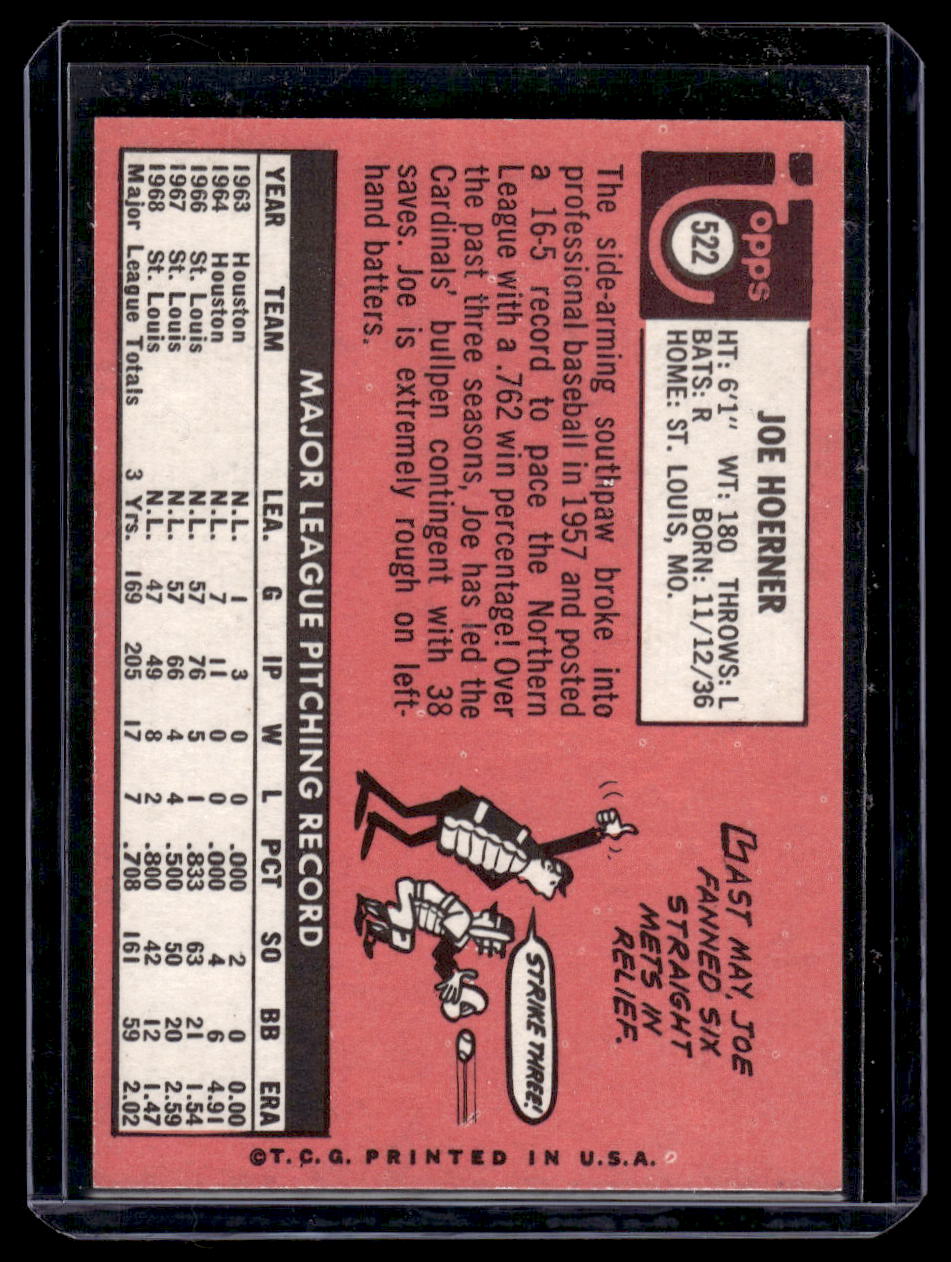 Topps
522
JOE HOERNER
HT: 6'1" WT: 180 THROWS: L
BATS: R BORN: 11/12/36
HOME: ST. LOUIS, MO.
The side-arming southpaw broke into
professional baseball in 1957 and posted
a 16-5 record to pace the Northern
League with a .762 win percentage! Over
the past three seasons, Joe has led the
Cardinals' bullpen contingent with 38
saves. Joe is extremely rough on left-
hand batters.
LAST MAY, JOE
FANNED SIX
STRAIGHT
METS IN
RELIEF.
STRIKE THREE!
MAJOR LEAGUE PITCHING RECORD
YEAR TEAM LEA. G IP W L PCT SO BB ERA
1963 Houston N.L. 1 3 0 0 .000 2 0 0.00
1964 Houston N.L. 7 11 0 0 .000 4 6 4.91
1966 St. Louis N.L. 57 76 5 1 .833 63 21 1.54
1967 St. Louis N.L. 57 66 4 4 .500 50 20 2.59
1968 St. Louis N.L. 47 49 8 2 .800 42 12 1.47
Major League Totals 3 Yrs. 169 205 17 7 .708 161 59 2.02
©T.C.G. PRINTED IN U.S.A.